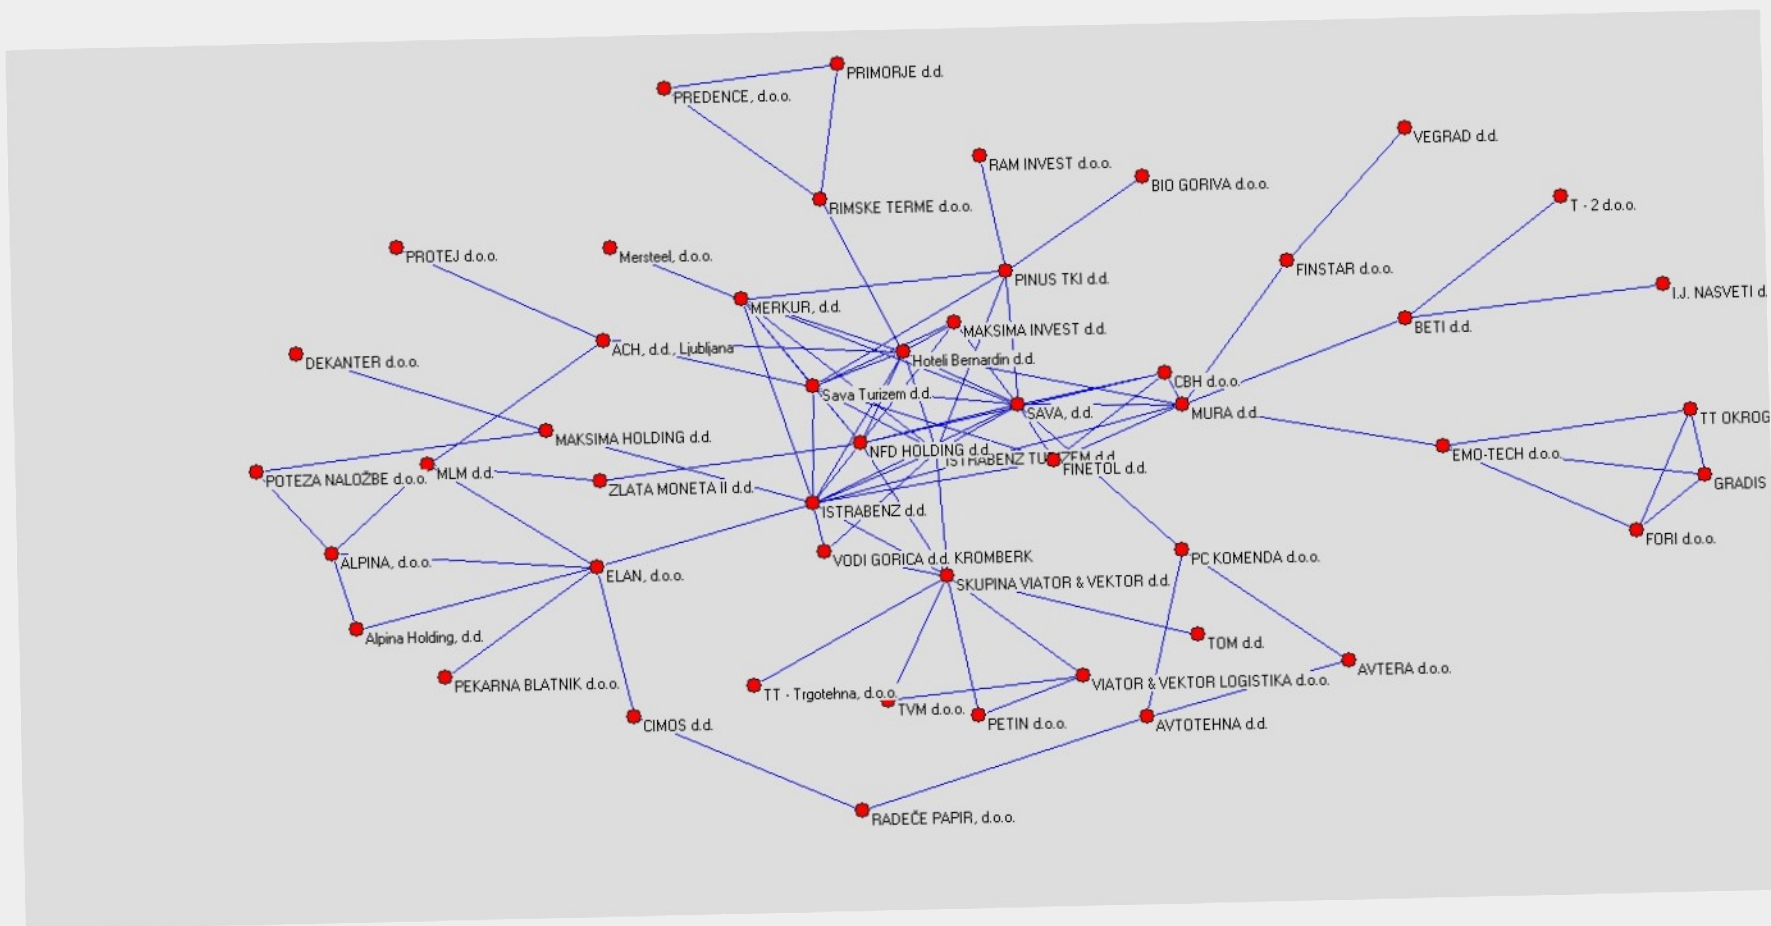 PRIMORJE d.d.
PREDENCE, d.o.o.
VEGRAD d.d.
RAM INVEST d.o.o.
BIO GORIVA d.o.o.
T - 2 d.o.o.
RIMSKE TERME d.o.o.
PROTEJ d.o.o.
Mersteel, d.o.o.
FINSTAR d.o.o.
PINUS TKI d.d.
I.J. NASVETI d.
MERKUR, d.d.
MAKSIMA INVEST d.d.
BETI d.d.
ACH, d.d., Ljubljana
DEKANTER d.o.o.
Hoteli Bernardin d.d.
CBH d.o.o.
Sava Turizem d.d.
SAVA, d.d.
MURA d.d.
TT OKROG
MAKSIMA HOLDING d.d.
NFD HOLDING d.d.
ISTRABENZ TURIZEM d.d.
EMO-TECH d.o.o.
FINETOL d.d.
POTEZA NALOŽBE d.o.o.
MLM d.d.
ZLATA MONETA II d.d.
GRADIS
ISTRABENZ d.d.
FORI d.o.o.
ALPINA, d.o.o.
VODI GORICA d.d. KROMBERK
PC KOMENDA d.o.o.
ELAN, d.o.o.
SKUPINA VIATOR & VEKTOR d.d.
Alpina Holding, d.d.
TOM d.d.
AVTERA d.o.o.
PEKARNA BLATNIK d.o.o.
TT - Trgotehna, d.o.o.
VIATOR & VEKTOR LOGISTIKA d.o.o.
TVM d.o.o.
CIMOS d.d.
PETIN d.o.o.
AVTOTEHNA d.d.
RADEČE PAPIR, d.o.o.